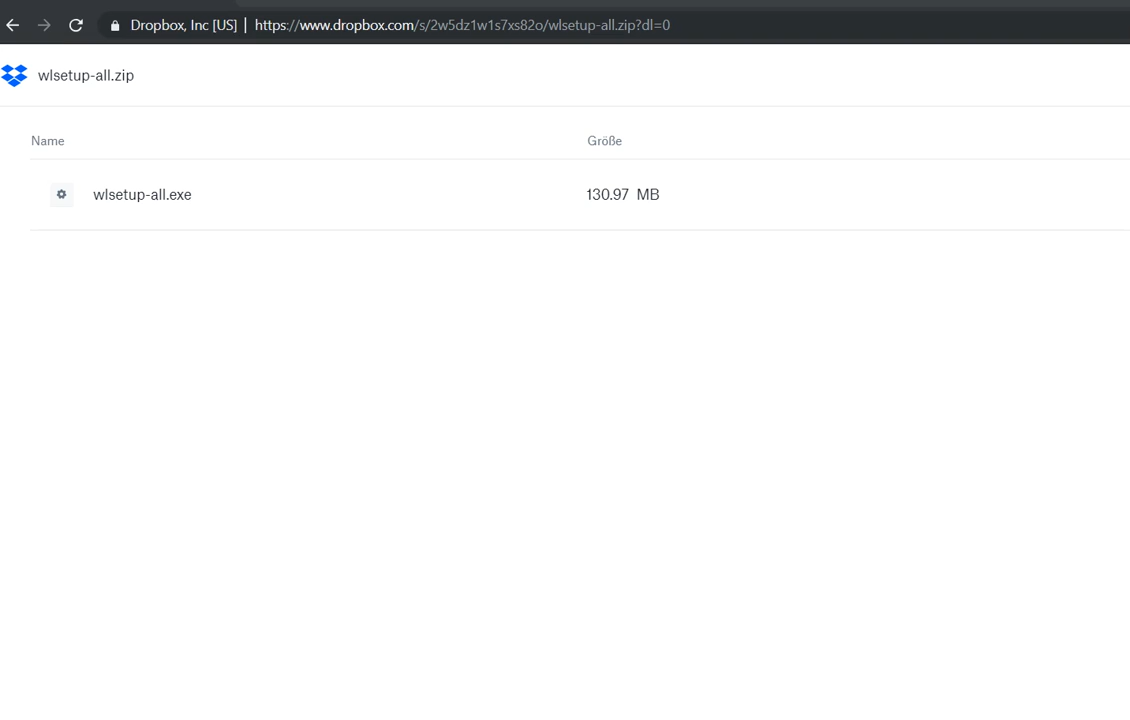 Dropbox, Inc [US] | https://www.dropbox.com/s/2w5dz1w1s7xs82o/wlsetup-all.zip?dl=0
wlsetup-all.zip
Name Größe
wlsetup-all.exe 130.97 MB